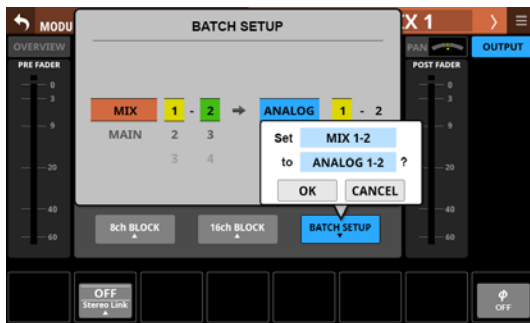 MODU
BATCH SETUP
X 1
OVERVIEW
PAN
OUTPUT
PRE FADER
POST FADER
0
3
9
20
40
60
0
3
9
20
40
60
MIX 1 - 2 → ANALOG 1 - 2
MAIN 2 3
3 4
Set MIX 1-2
to ANALOG 1-2 ?
OK CANCEL
8ch BLOCK
16ch BLOCK
BATCH SETUP
OFF
Stereo Link
φ
OFF